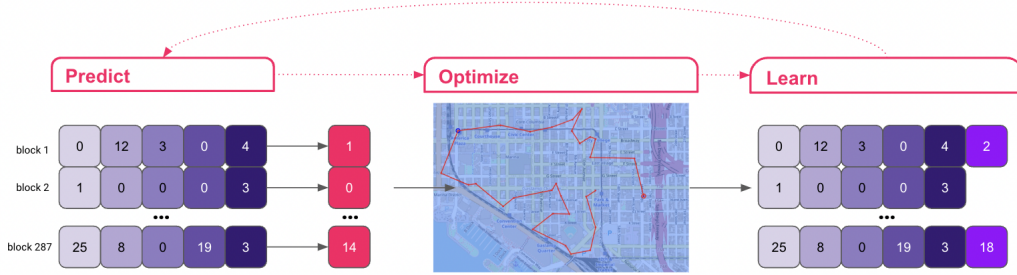 Predict
Optimize
Learn
block 1
0 12 3 0 4
1
0 12 3 0 4 2
block 2
1 0 0 0 3
0
1 0 0 0 3
...
...
...
block 287
25 8 0 19 3
14
25 8 0 19 3 18